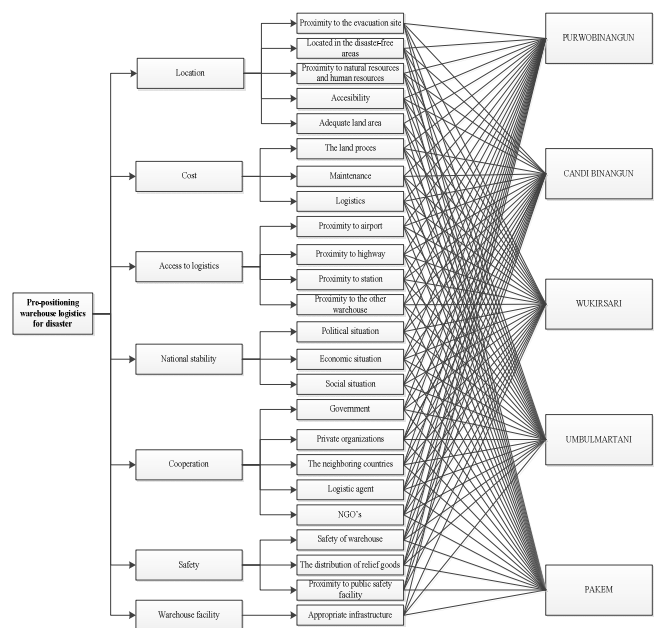 Pre-positioning
warehouse logistics
for disaster
Location
Cost
Access to logistics
National stability
Cooperation
Safety
Warehouse facility
Proximity to the evacuation site
Located in the disaster-free
areas
Proximity to natural resources
and human resources
Accesibility
Adequate land area
The land proces
Maintenance
Logistics
Proximity to airport
Proximity to highway
Proximity to station
Proximity to the other
warehouse
Political situation
Economic situation
Social situation
Government
Private organizations
The neighboring countries
Logistic agent
NGO's
Safety of warehouse
The distribution of relief goods
Proximity to public safety
facility
Appropriate infrastructure
PURWOBINANGUN
CANDI BINANGUN
WUKIRSARI
UMBULMARTANI
PAKEM